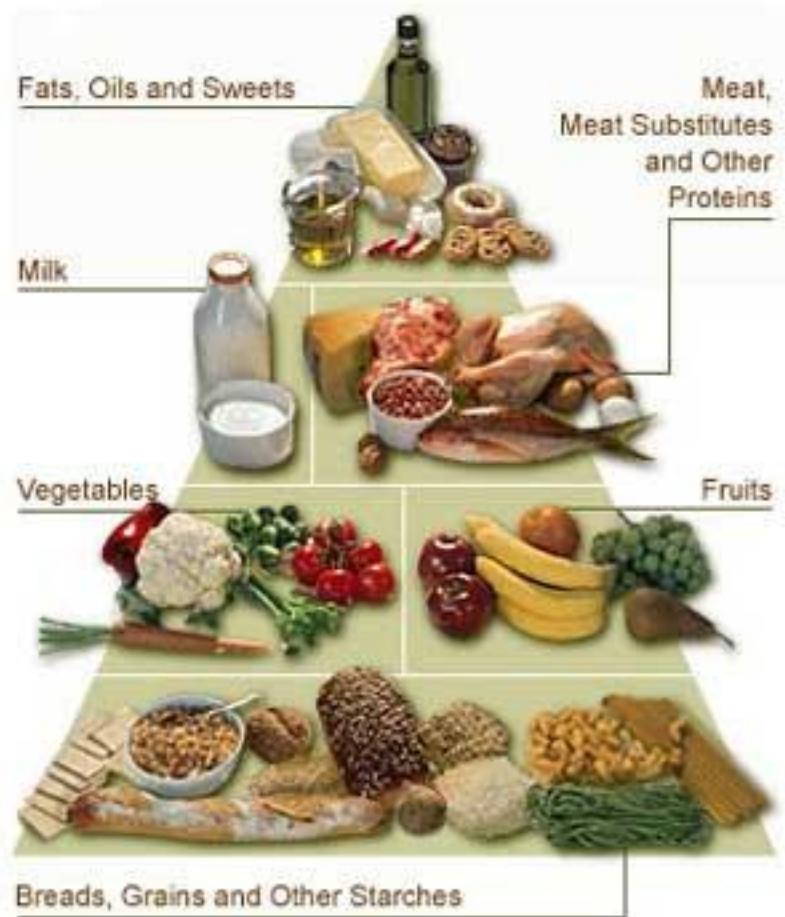 Fats, Oils and Sweets
Meat,
Meat Substitutes
and Other
Proteins
Milk
Vegetables
Fruits
Breads, Grains and Other Starches